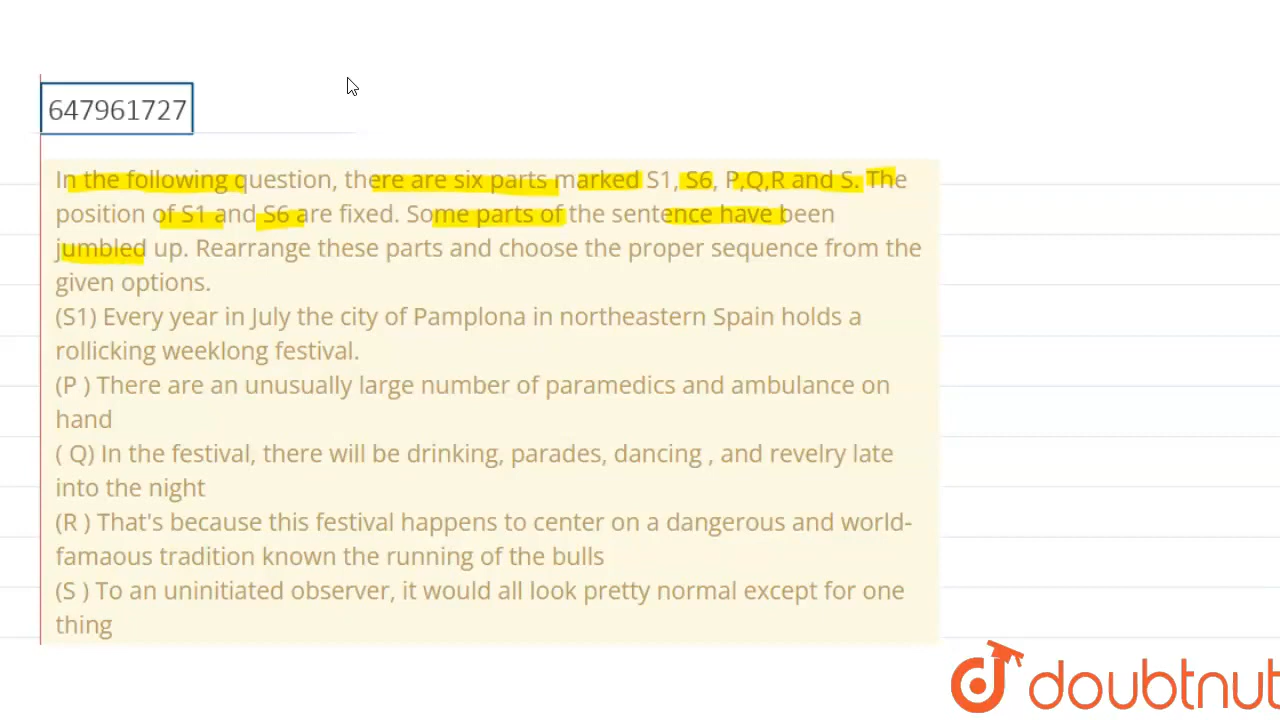 647961727
In the following question, there are six parts marked S1, S6, P,Q,R and S. The
position of S1 and S6 are fixed. Some parts of the sentence have been
jumbled up. Rearrange these parts and choose the proper sequence from the
given options.
(S1) Every year in July the city of Pamplona in northeastern Spain holds a
rollicking weeklong festival.
(P ) There are an unusually large number of paramedics and ambulance on
hand
( Q) In the festival, there will be drinking, parades, dancing , and revelry late
into the night
(R ) That's because this festival happens to center on a dangerous and world-
famaous tradition known the running of the bulls
(S ) To an uninitiated observer, it would all look pretty normal except for one
thing
doubtnut